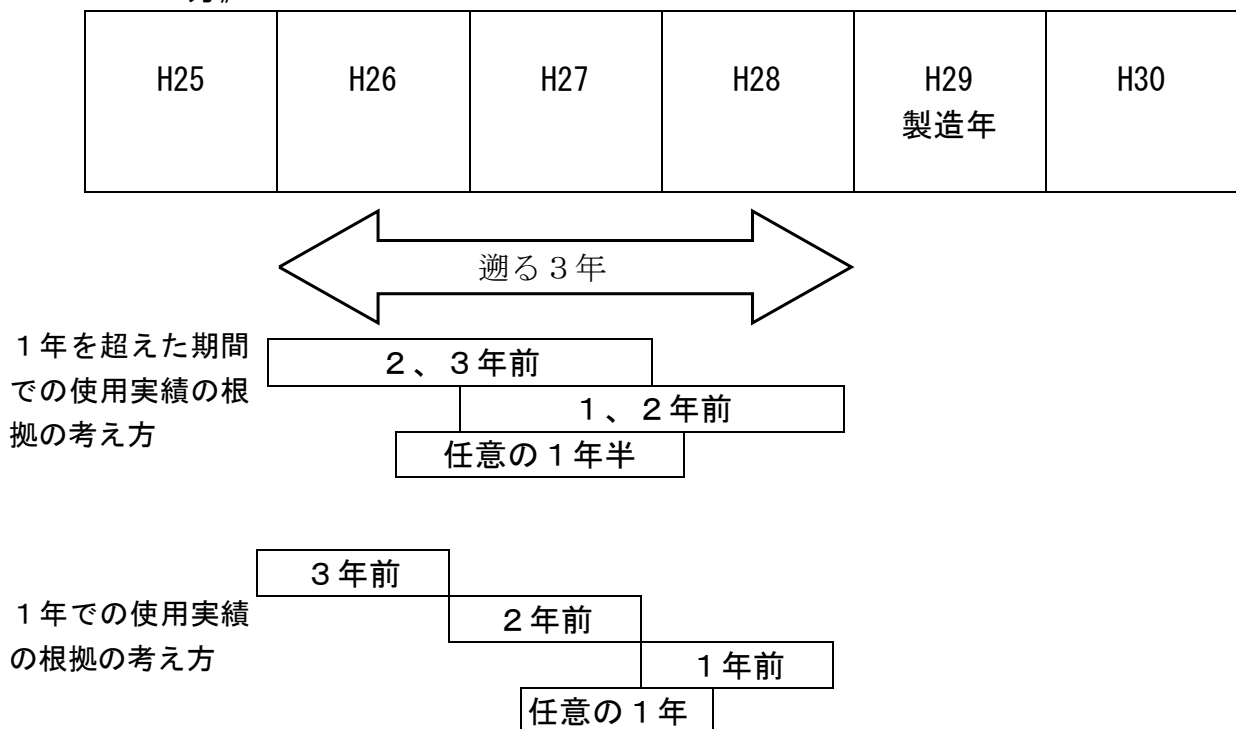 H25 H26 H27 H28 H29 H30
製造年
遡る３年
１年を超えた期間
での使用実績の根
拠の考え方
２、３年前
１、２年前
任意の１年半
３年前
１年での使用実績
の根拠の考え方
２年前
１年前
任意の１年